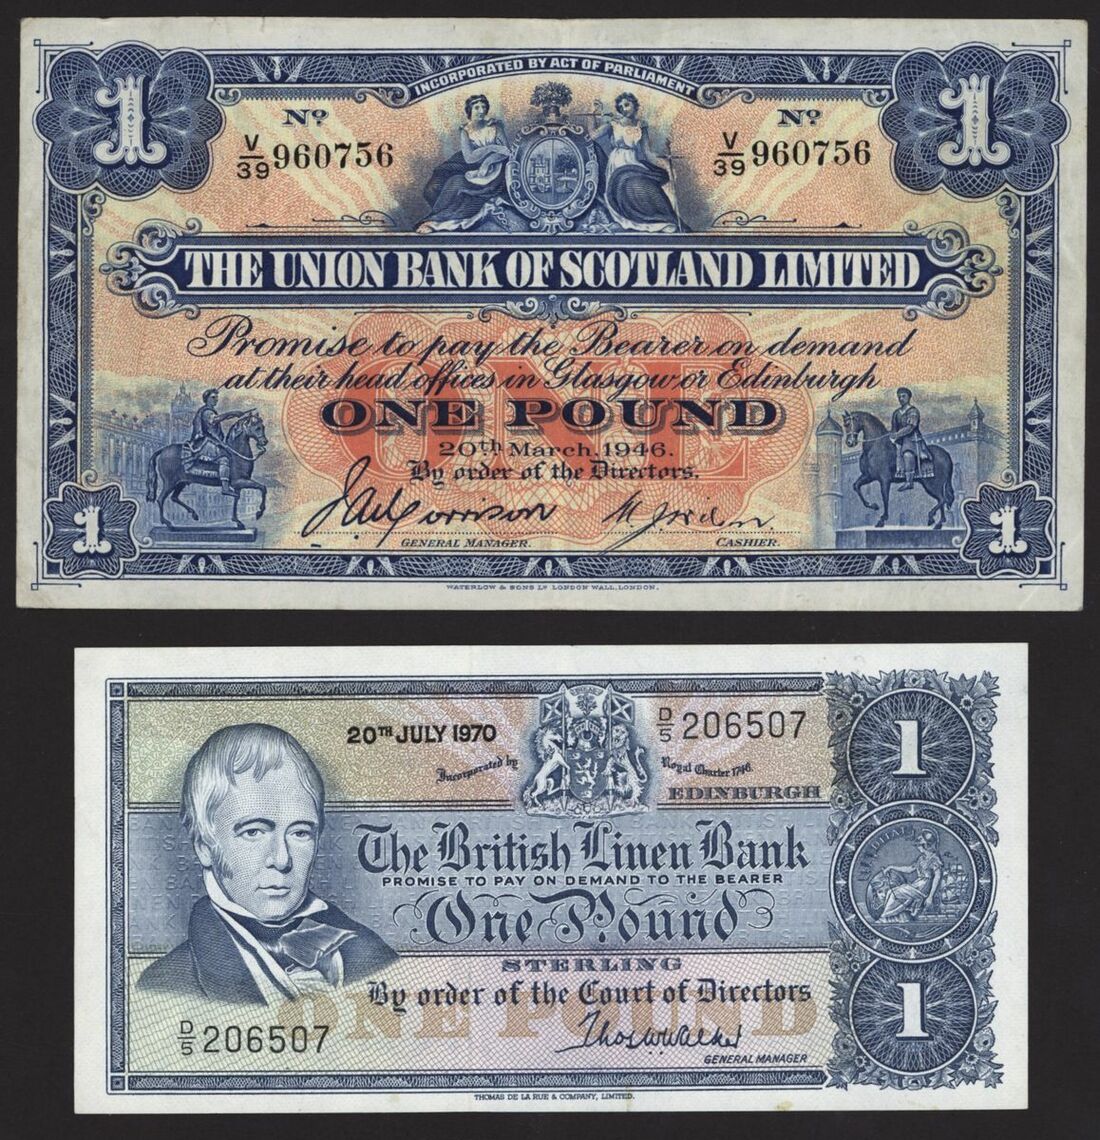 INCORPORATED BY ACT OF PARLIAMENT
1 1
Nº Nº
V/39 960756 V/39 960756
THE UNION BANK OF SCOTLAND LIMITED
Promise to pay the Bearer on demand
at their head offices in Glasgow or Edinburgh
ONE
ONE POUND
20th March, 1946.
By order of the Directors.
GENERAL MANAGER. CASHIER.
1 1
WATERLOW & SONS LD LONDON WALL, LONDON.
20TH JULY 1970 D/5 206507
1
Incorporated by Royal Charter 1746.
EDINBURGH
The British Linen Bank
PROMISE TO PAY ON DEMAND TO THE BEARER
One Pound
STERLING
By order of the Court of Directors
ONE POUND
1
D/5 206507
Thos W Walker
GENERAL MANAGER
THOMAS DE LA RUE & COMPANY, LIMITED.